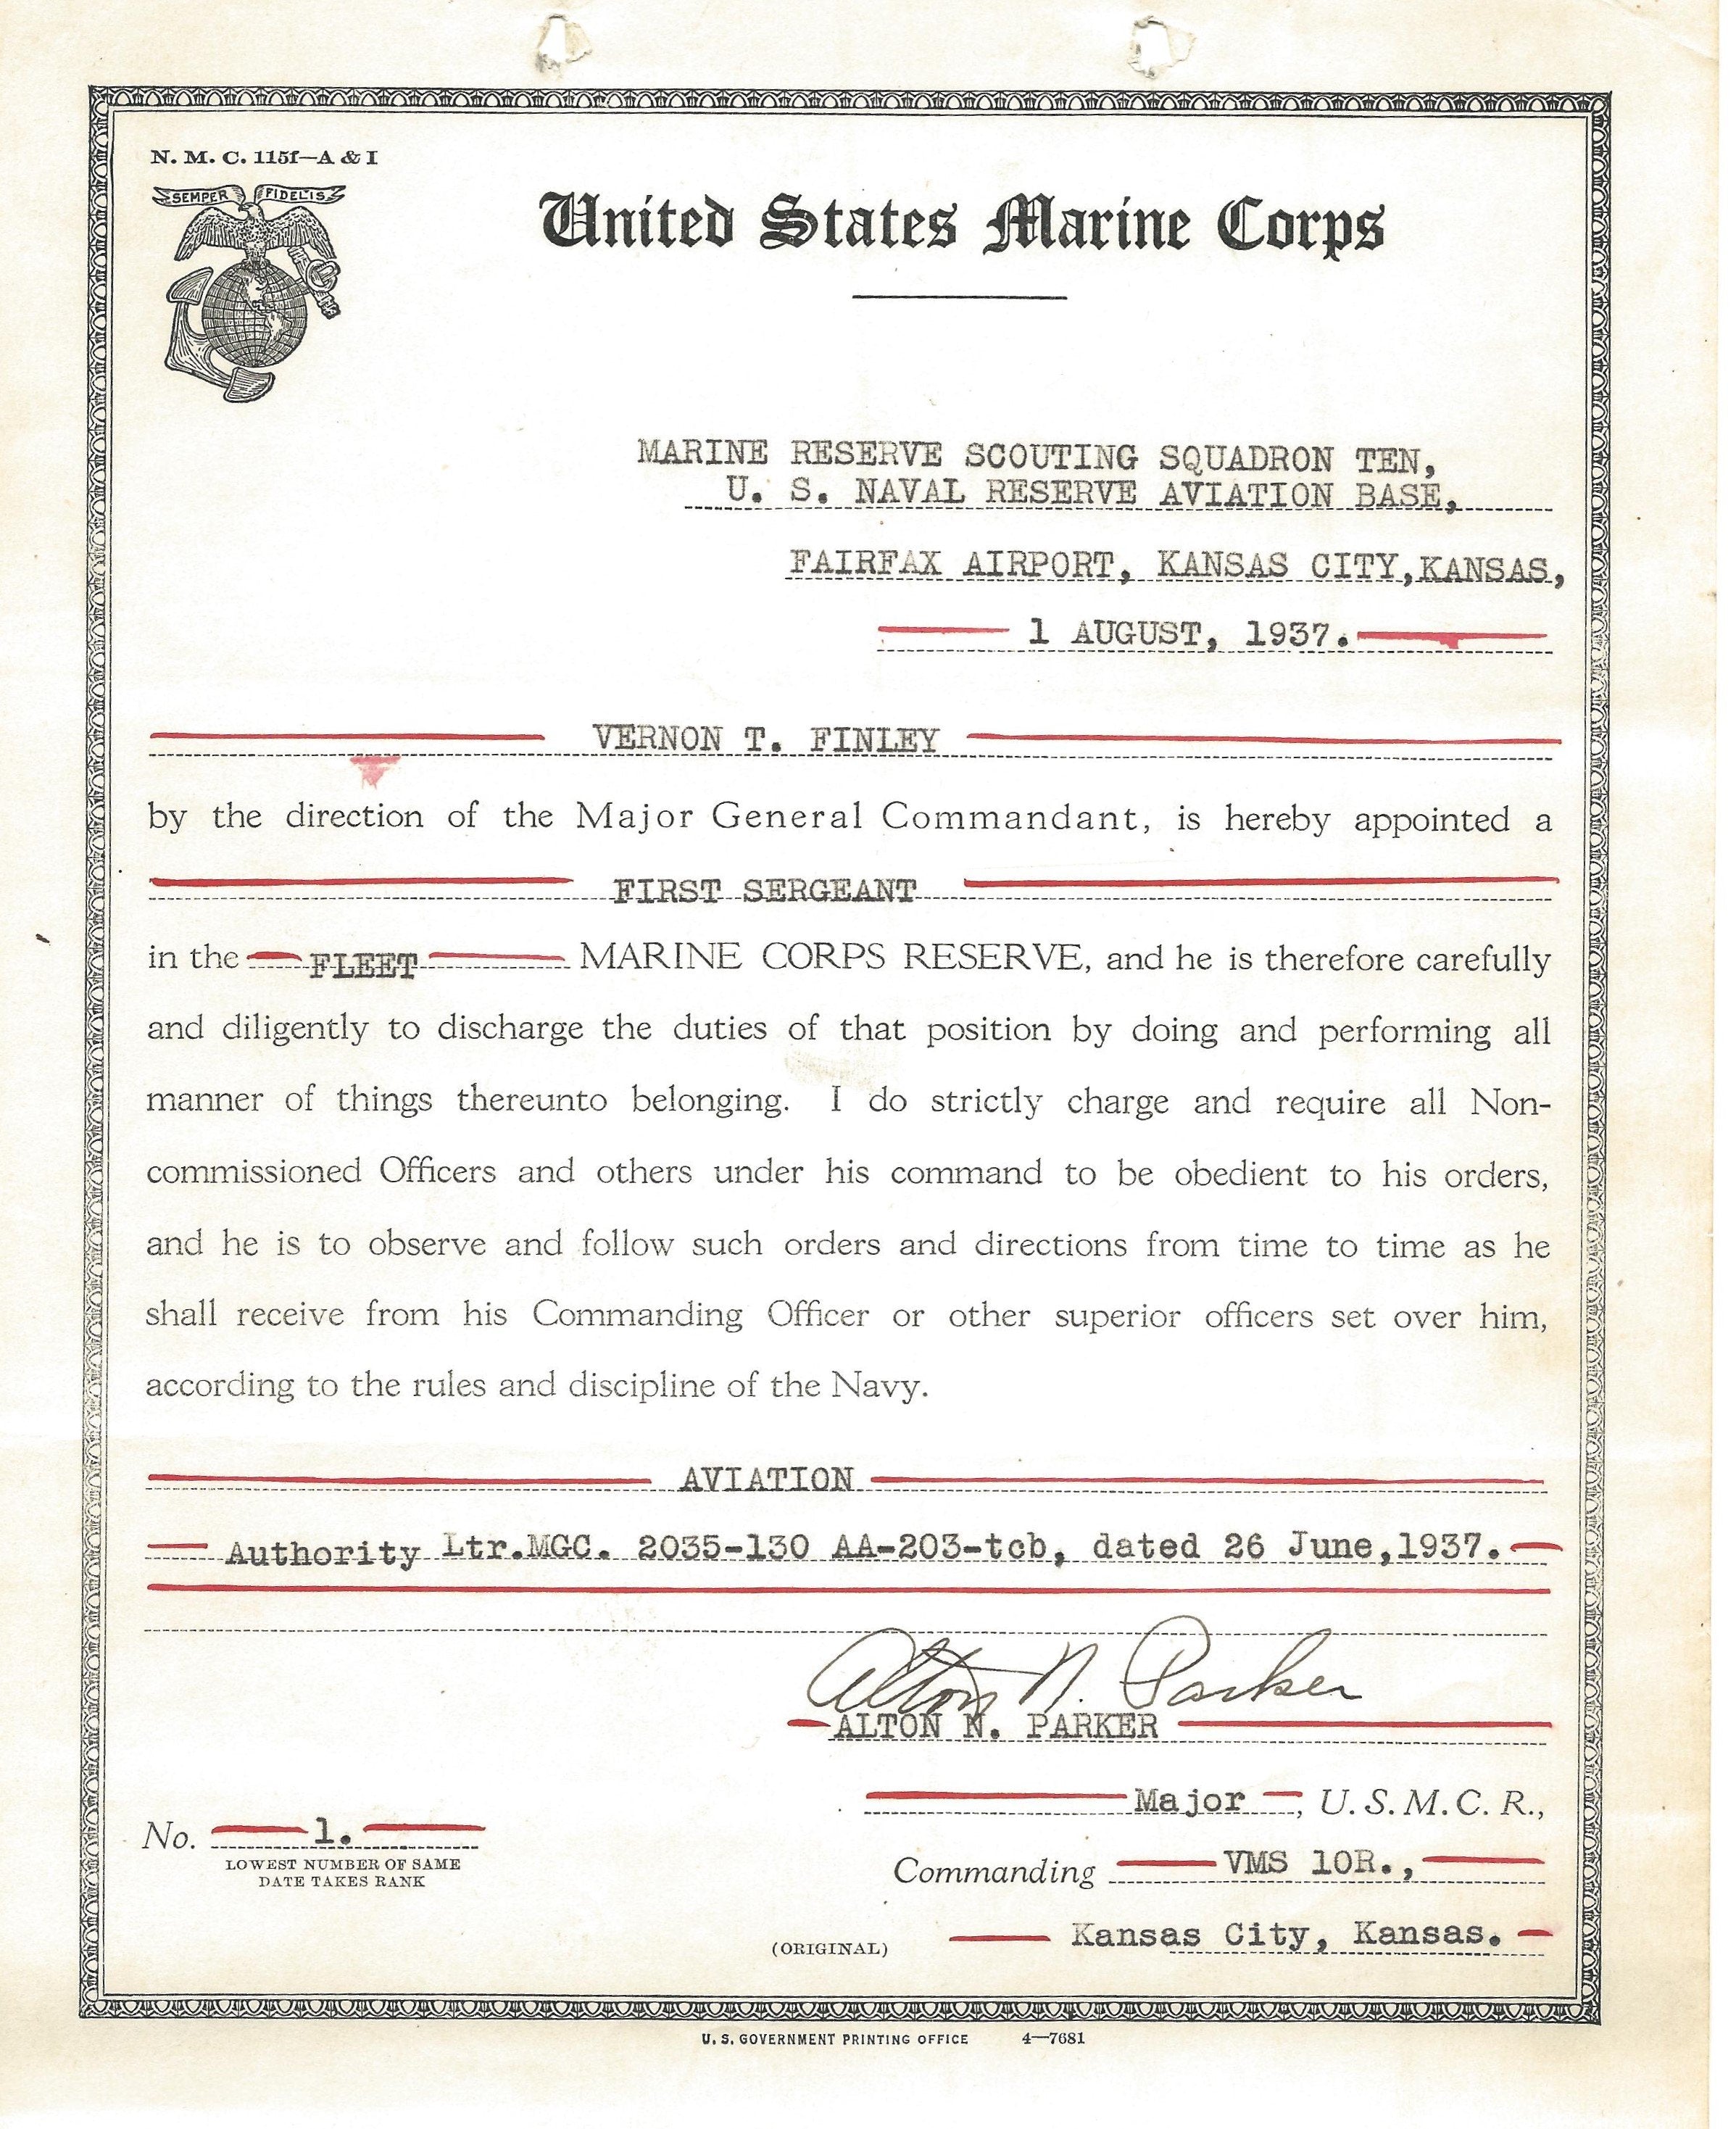 N. M. C. 115f—A & I
SEMPER FIDELIS
United States Marine Corps
MARINE RESERVE SCOUTING SQUADRON TEN,
U. S. NAVAL RESERVE AVIATION BASE,
FAIRFAX AIRPORT, KANSAS CITY, KANSAS,
1 AUGUST, 1937.
VERNON T. FINLEY
by the direction of the Major General Commandant, is hereby appointed a
FIRST SERGEANT
in the FLEET MARINE CORPS RESERVE, and he is therefore carefully
and diligently to discharge the duties of that position by doing and performing all
manner of things thereunto belonging. I do strictly charge and require all Non-
commissioned Officers and others under his command to be obedient to his orders,
and he is to observe and follow such orders and directions from time to time as he
shall receive from his Commanding Officer or other superior officers set over him,
according to the rules and discipline of the Navy.
AVIATION
Authority Ltr.MGC. 2035-130 AA-203-tcb, dated 26 June,1937.
Alton N. Parker
ALTON N. PARKER
Major, U. S. M. C. R.,
No. 1.
LOWEST NUMBER OF SAME
DATE TAKES RANK
Commanding VMS 10R.,
Kansas City, Kansas.
(ORIGINAL)
U. S. GOVERNMENT PRINTING OFFICE 4—7681